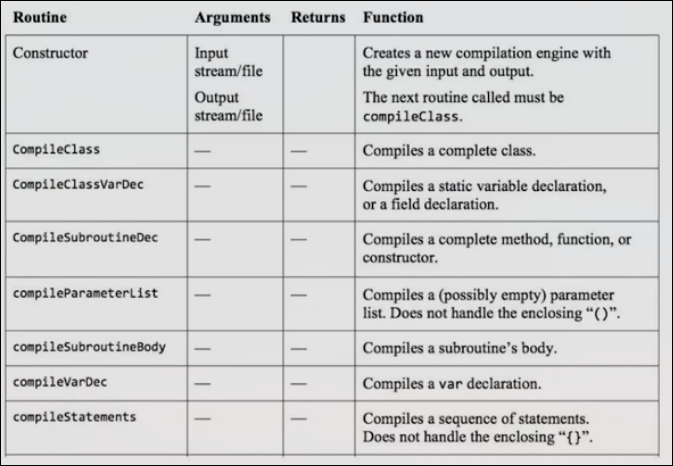 Routine Arguments Returns Function
Constructor Input Creates a new compilation engine with
stream/file the given input and output.
Output The next routine called must be
stream/file compileClass.
CompileClass — — Compiles a complete class.
CompileClassVarDec — — Compiles a static variable declaration,
or a field declaration.
CompileSubroutineDec — — Compiles a complete method, function, or
constructor.
compileParameterList — — Compiles a (possibly empty) parameter
list. Does not handle the enclosing “()”.
compileSubroutineBody — — Compiles a subroutine’s body.
compileVarDec — — Compiles a var declaration.
compileStatements — — Compiles a sequence of statements.
Does not handle the enclosing “{}”.